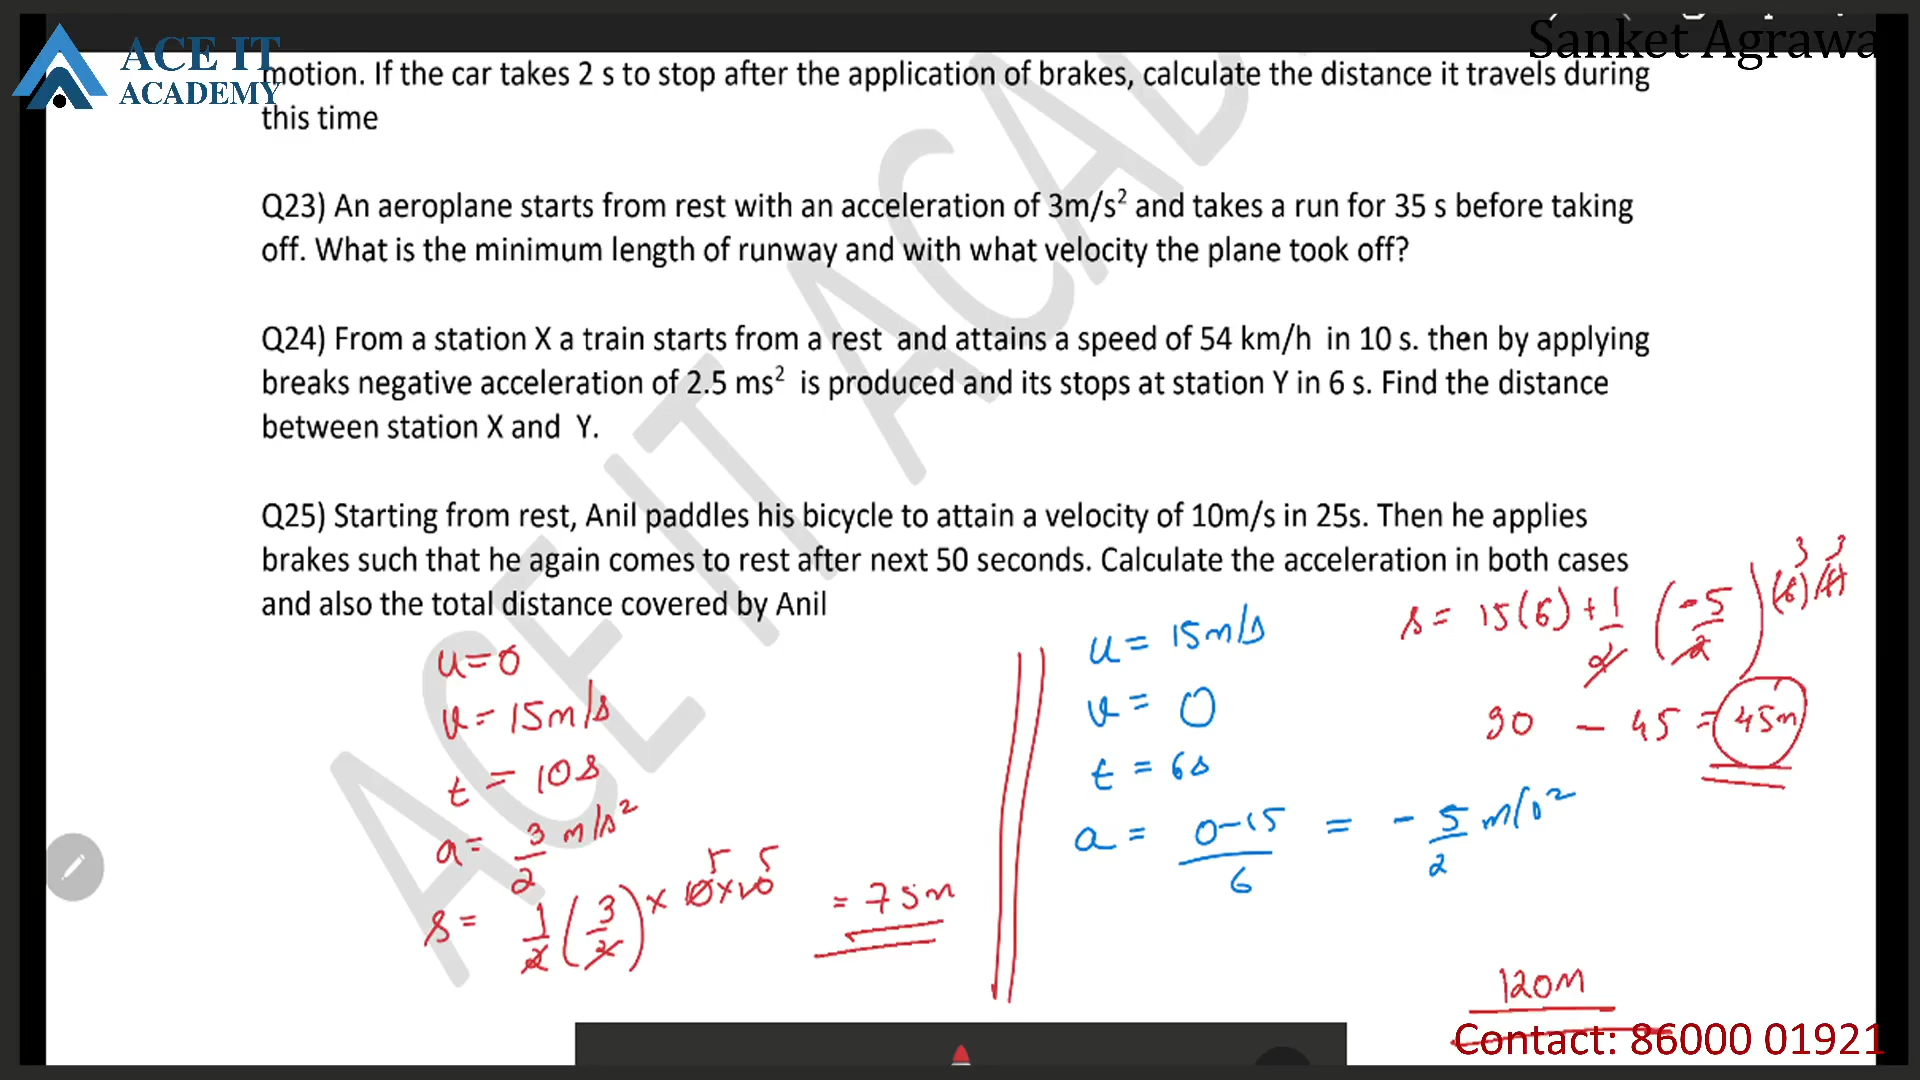 Sanket Agrawa
ACE IT
ACADEMY
motion. If the car takes 2 s to stop after the application of brakes, calculate the distance it travels during
this time
Q23) An aeroplane starts from rest with an acceleration of 3m/s² and takes a run for 35 s before taking
off. What is the minimum length of runway and with what velocity the plane took off?
Q24) From a station X a train starts from a rest and attains a speed of 54 km/h in 10 s. then by applying
breaks negative acceleration of 2.5 ms² is produced and its stops at station Y in 6 s. Find the distance
between station X and Y.
Q25) Starting from rest, Anil paddles his bicycle to attain a velocity of 10m/s in 25s. Then he applies
brakes such that he again comes to rest after next 50 seconds. Calculate the acceleration in both cases
and also the total distance covered by Anil
u=0
v=15m/s
t = 10s
a= 3/2 m/s²
s= 1/2 (3/2) × 10×10 5 5 = 75m
u= 15m/s
v= 0
t = 6s
a = 0-15/6 = -5/2 m/s²
s= 15(6)+1/2 (-5/2) (6)(6) 3 3
90 - 45 = 45m
120m
Contact: 86000 01921
ACE IT ACAD